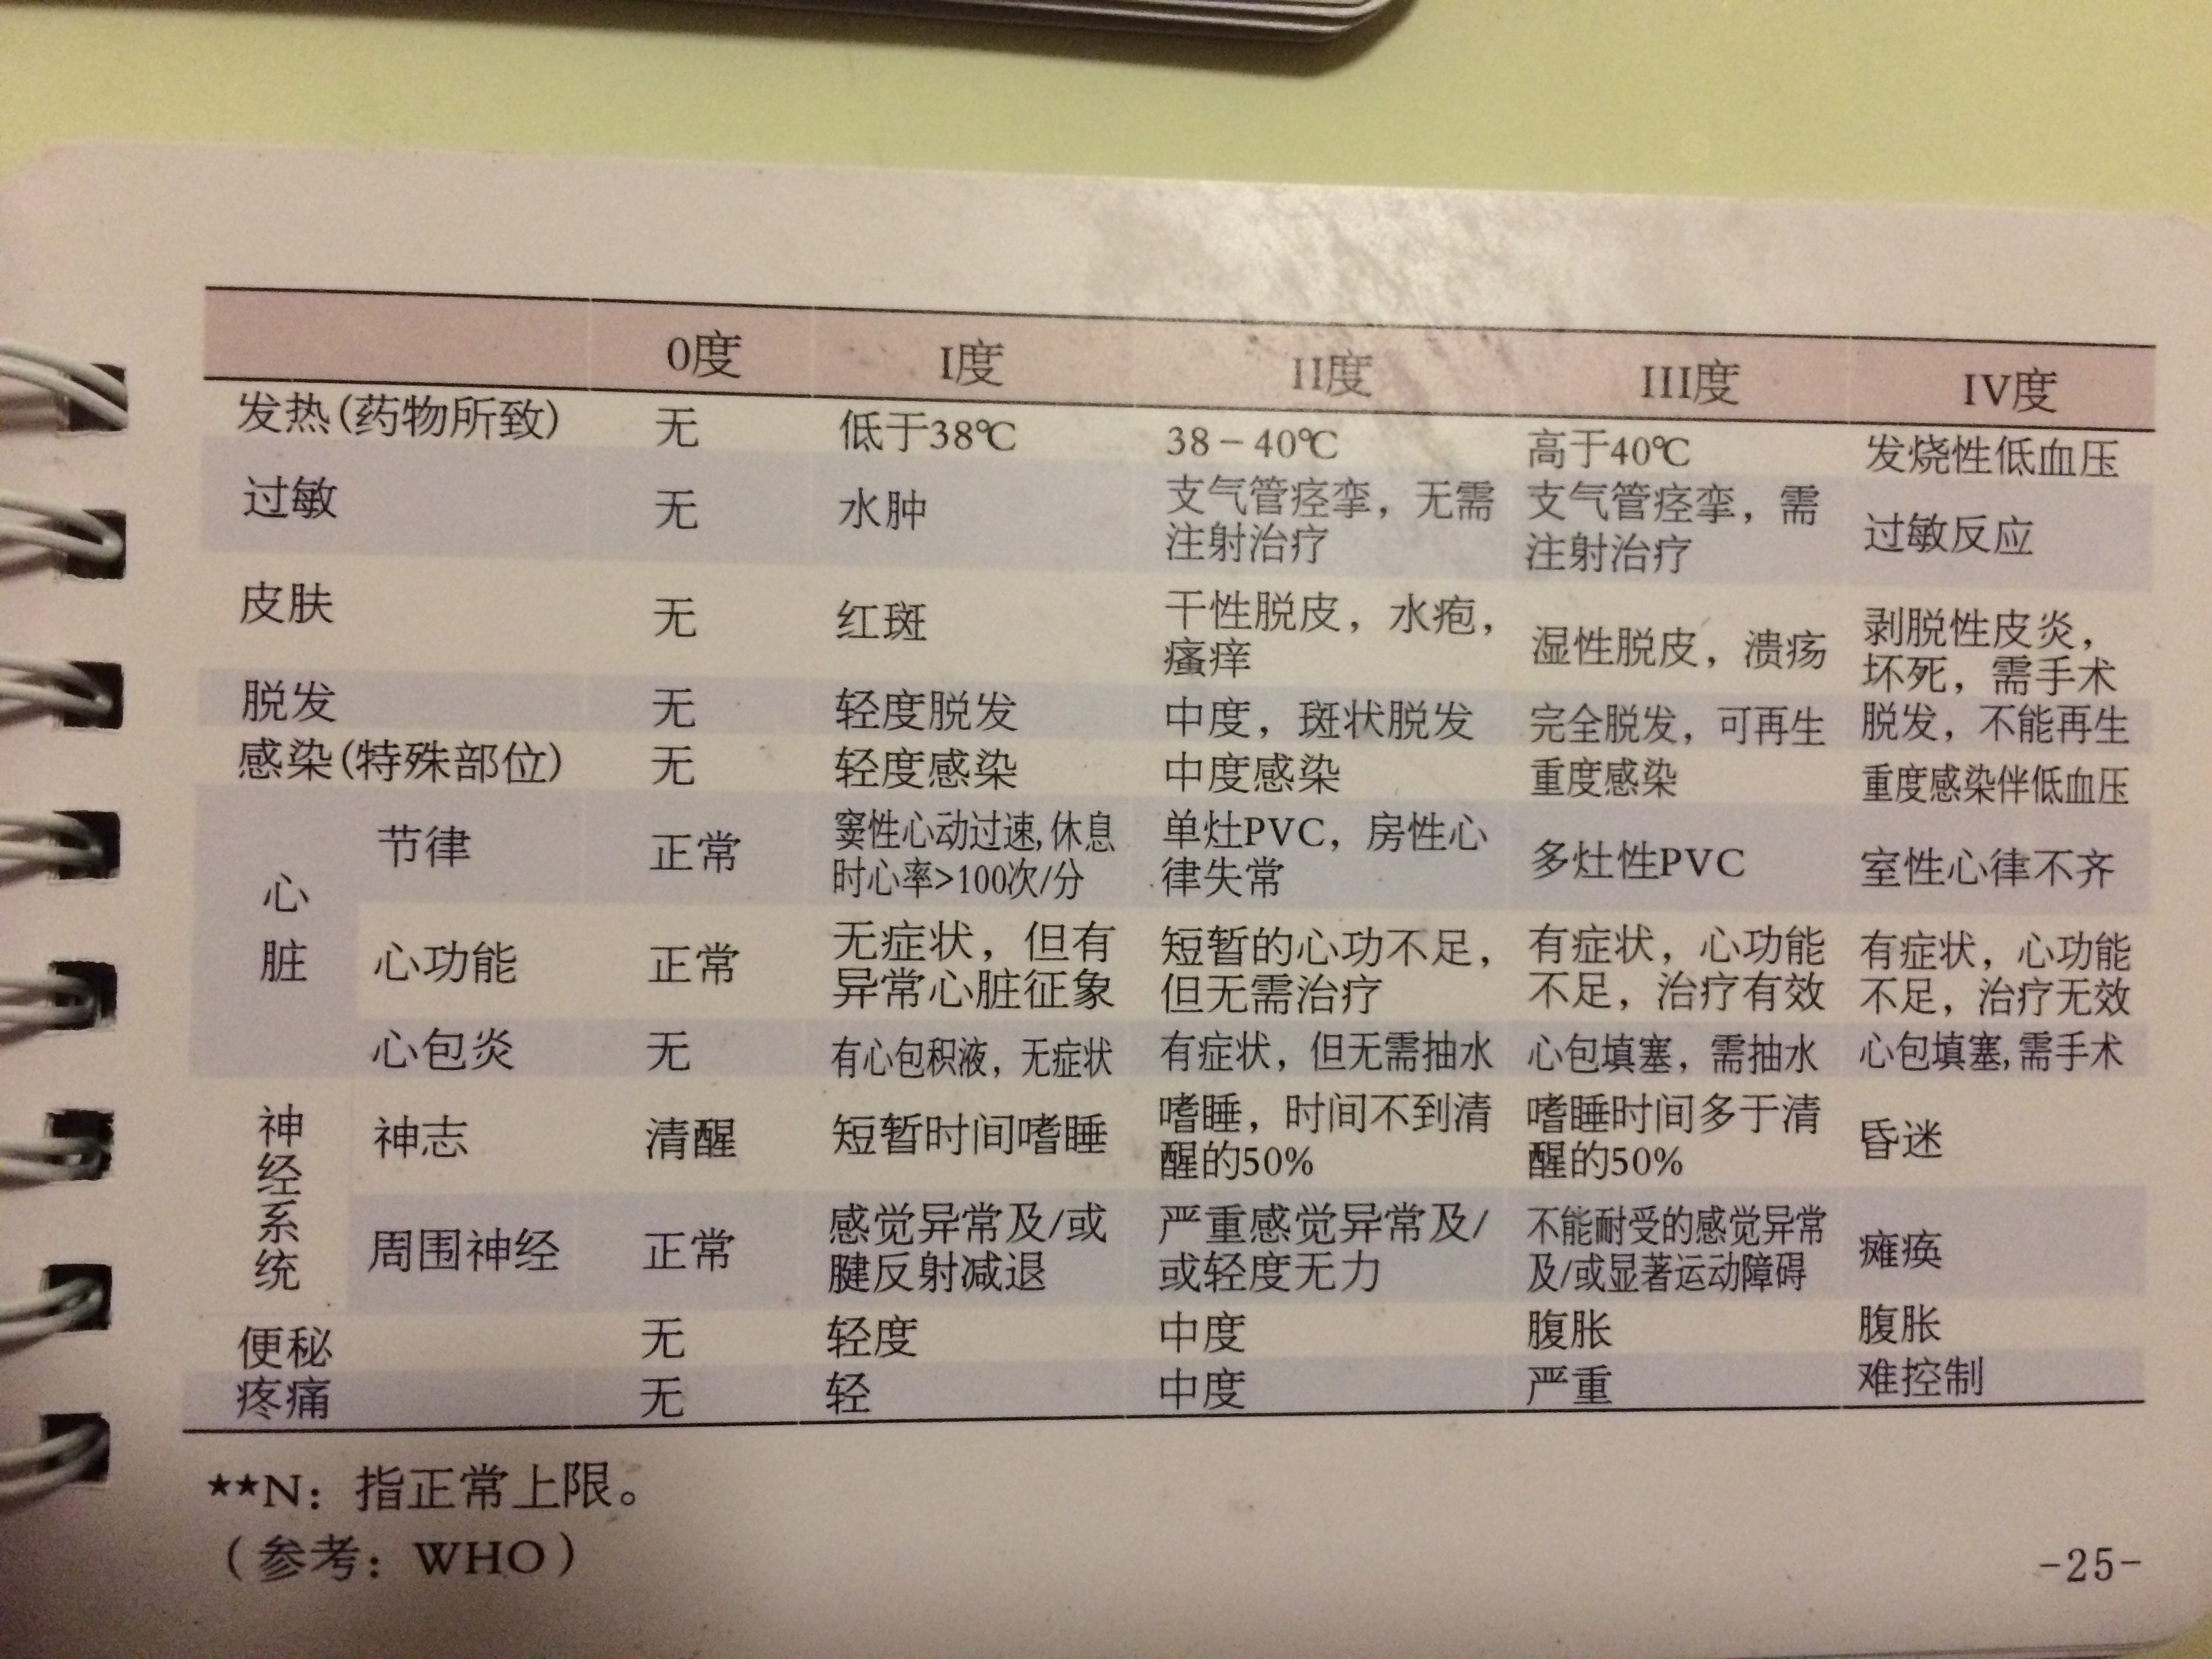 0度 I度 II度 III度 IV度
发热(药物所致) 无 低于38℃ 38－40℃ 高于40℃ 发烧性低血压
过敏 无 水肿 支气管痉挛，无需 支气管痉挛，需 过敏反应
注射治疗 注射治疗
皮肤 无 红斑 干性脱皮，水疱， 湿性脱皮，溃疡 剥脱性皮炎，
瘙痒 坏死，需手术
脱发 无 轻度脱发 中度，斑状脱发 完全脱发，可再生 脱发，不能再生
感染(特殊部位) 无 轻度感染 中度感染 重度感染 重度感染伴低血压
心 节律 正常 窦性心动过速,休息 单灶PVC，房性心 多灶性PVC 室性心律不齐
时心率>100次/分 律失常
脏 心功能 正常 无症状，但有 短暂的心功不足， 有症状，心功能 有症状，心功能
异常心脏征象 但无需治疗 不足，治疗有效 不足，治疗无效
心包炎 无 有心包积液，无症状 有症状，但无需抽水 心包填塞，需抽水 心包填塞,需手术
神 神志 清醒 短暂时间嗜睡 嗜睡，时间不到清 嗜睡时间多于清 昏迷
经 醒的50% 醒的50%
系 周围神经 正常 感觉异常及/或 严重感觉异常及/ 不能耐受的感觉异常 瘫痪
统 腱反射减退 或轻度无力 及/或显著运动障碍
便秘 无 轻度 中度 腹胀 腹胀
疼痛 无 轻 中度 严重 难控制
**N：指正常上限。
（参考：WHO）
-25-